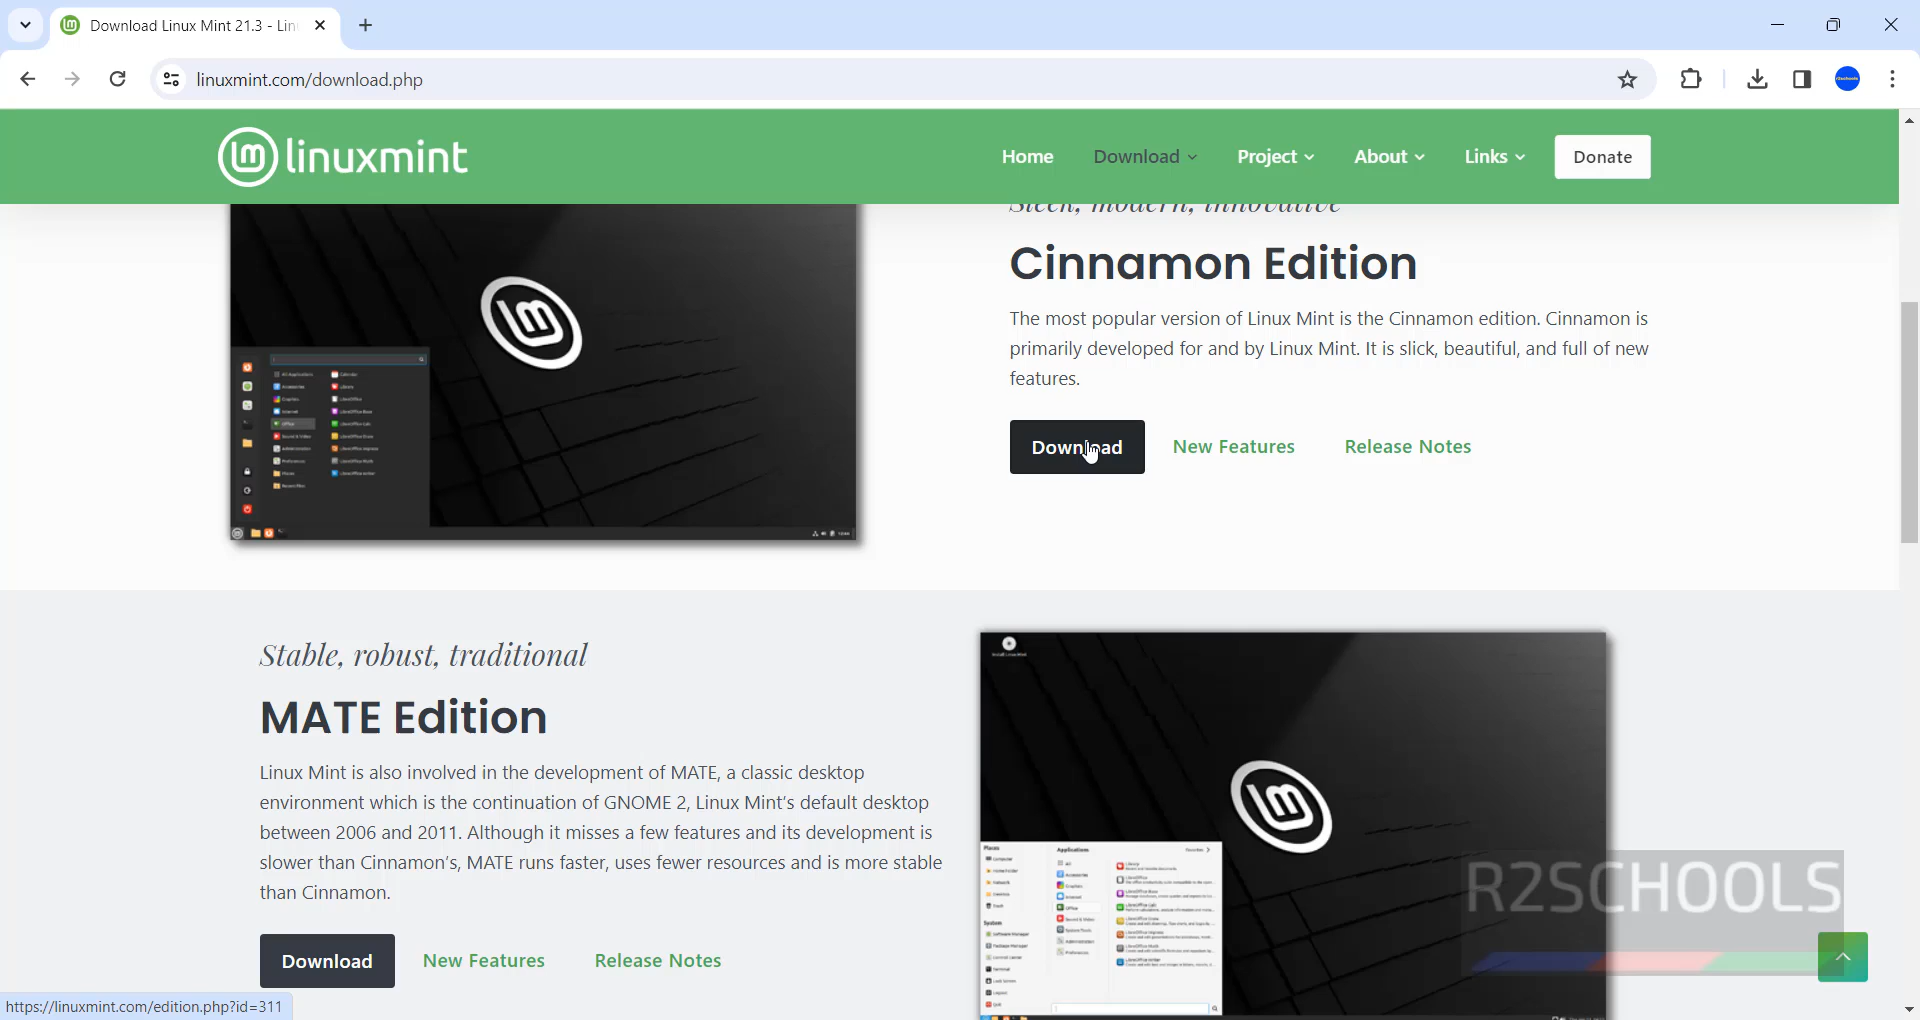 Download Linux Mint 21.3 - Lin
linuxmint.com/download.php
linuxmint
Home Download Project About Links Donate
Sleek, modern, innovative
Cinnamon Edition
The most popular version of Linux Mint is the Cinnamon edition. Cinnamon is
primarily developed for and by Linux Mint. It is slick, beautiful, and full of new
features.
Download New Features Release Notes
Stable, robust, traditional
MATE Edition
Linux Mint is also involved in the development of MATE, a classic desktop
environment which is the continuation of GNOME 2, Linux Mint's default desktop
between 2006 and 2011. Although it misses a few features and its development is
slower than Cinnamon's, MATE runs faster, uses fewer resources and is more stable
than Cinnamon.
Download New Features Release Notes
R2SCHOOLS
https://linuxmint.com/edition.php?id=311